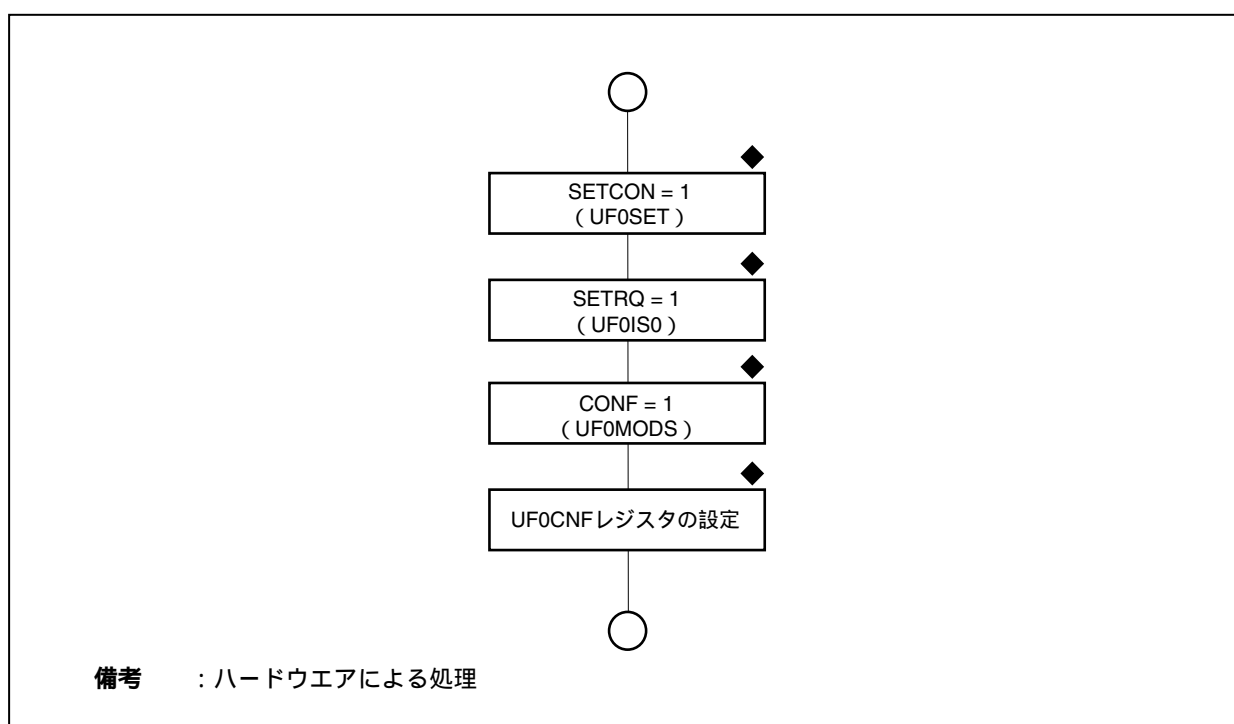 SETCON = 1
( UF0SET )
SETRQ = 1
( UF0IS0 )
CONF = 1
( UF0MODS )
UF0CNFレジスタの設定
備考 : ハードウエアによる処理